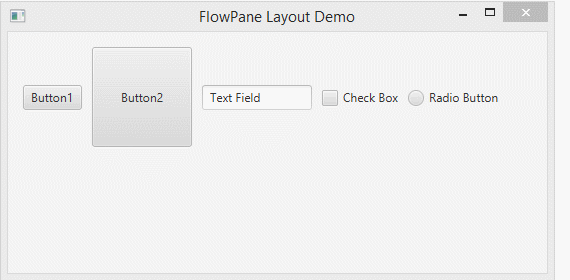 FlowPane Layout Demo
Button1 Button2 Text Field Check Box Radio Button